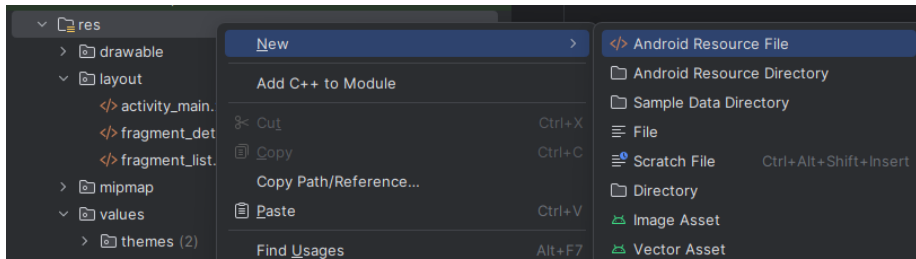 res
drawable
layout
activity_main.
fragment_det
fragment_list.
mipmap
values
themes (2)
New
Add C++ to Module
Cut Ctrl+X
Copy Ctrl+C
Copy Path/Reference...
Paste Ctrl+V
Find Usages Alt+F7
Android Resource File
Android Resource Directory
Sample Data Directory
File
Scratch File Ctrl+Alt+Shift+Insert
Directory
Image Asset
Vector Asset